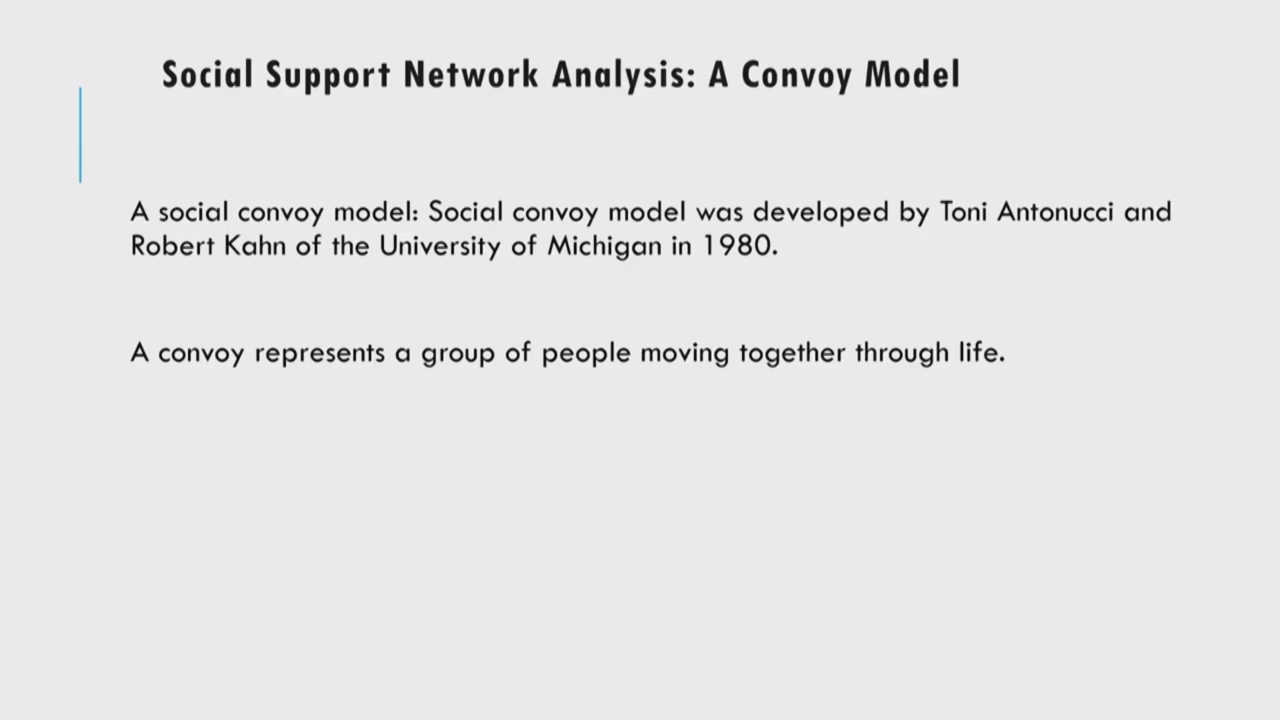 Social Support Network Analysis: A Convoy Model
A social convoy model: Social convoy model was developed by Toni Antonucci and
Robert Kahn of the University of Michigan in 1980.
A convoy represents a group of people moving together through life.